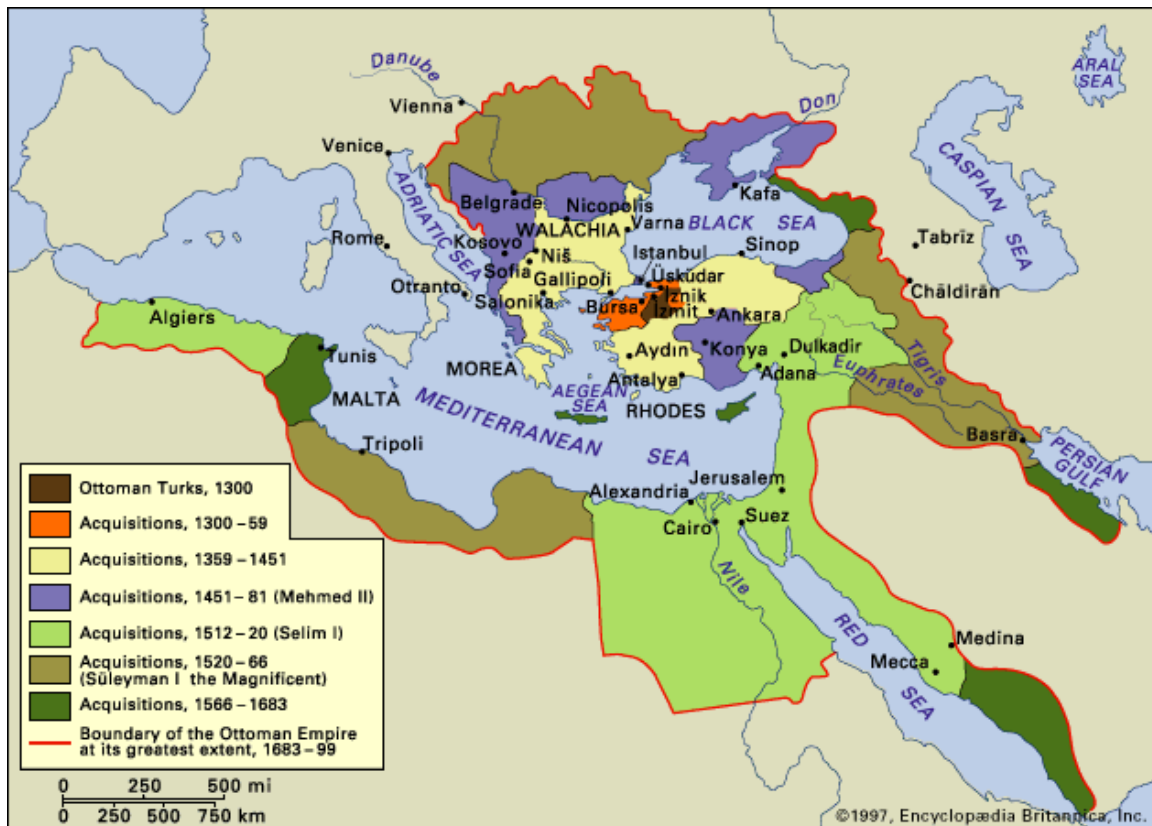 Danube
Vienna
Don
ARAL
SEA
Venice
CASPIAN
SEA
ADRIATIC SEA
Belgrade
Nicopolis
Kafa
WALACHIA
Varna
BLACK SEA
Rome
Kosovo
Niš
Istanbul
Sinop
Tabrīz
Sofia
Üsküdar
Otranto
Gallipoli
Iznik
Chāldirān
Salonika
Bursa
İzmit
Ankara
Algiers
Tunis
MOREA
Aydın
Konya
Dulkadir
Tigris
Antalya
Adana
Euphrates
MALTA
AEGEAN
SEA
RHODES
MEDITERRANEAN SEA
Basra
PERSIAN
GULF
Tripoli
Jerusalem
Alexandria
Cairo
Suez
Nile
RED
SEA
Medina
Mecca
Ottoman Turks, 1300
Acquisitions, 1300–59
Acquisitions, 1359–1451
Acquisitions, 1451–81 (Mehmed II)
Acquisitions, 1512–20 (Selim I)
Acquisitions, 1520–66
(Süleyman I the Magnificent)
Acquisitions, 1566–1683
Boundary of the Ottoman Empire
at its greatest extent, 1683–99
0 250 500 mi
0 250 500 750 km
©1997, Encyclopædia Britannica, Inc.